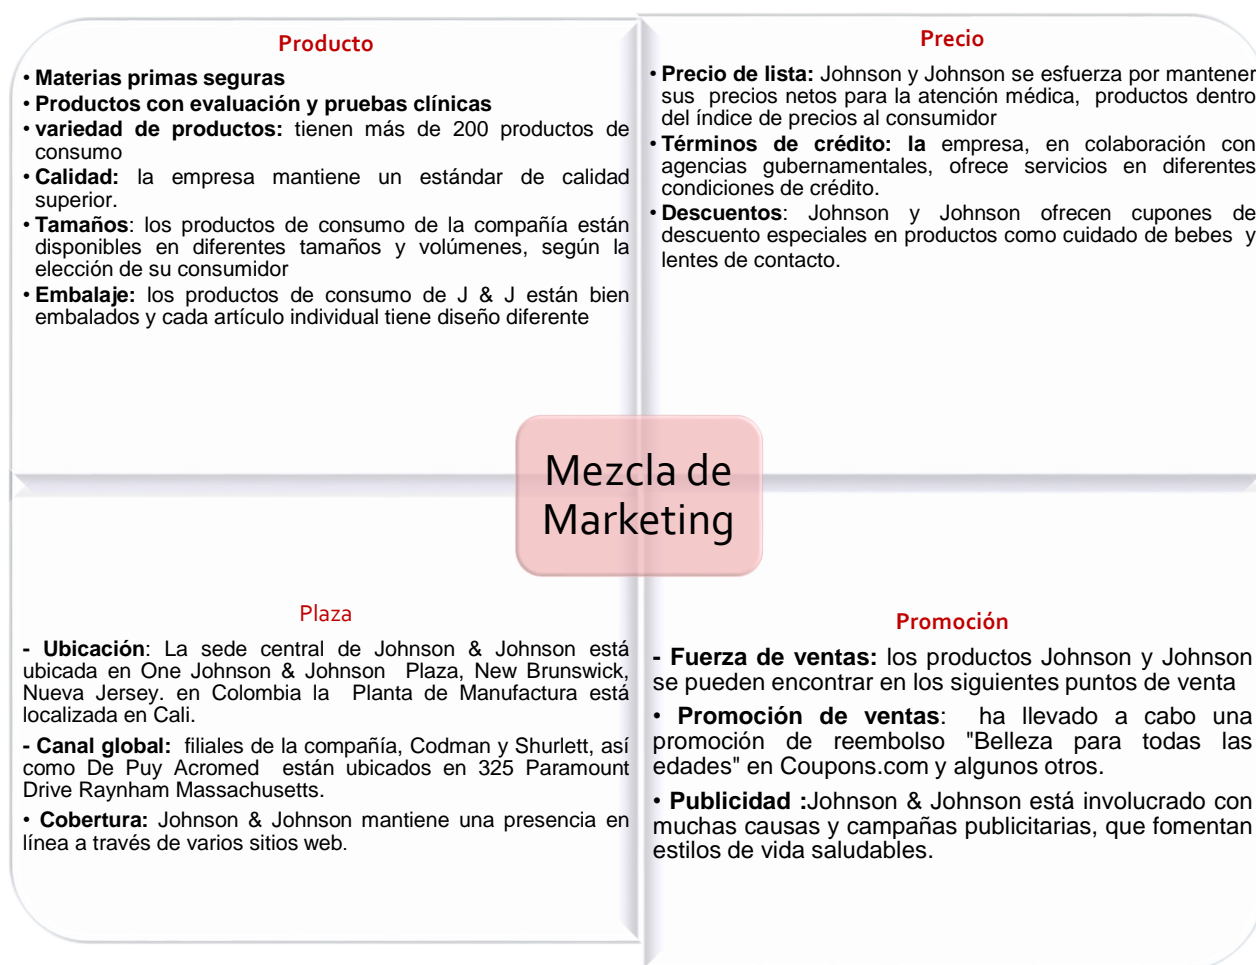 Producto
• Materias primas seguras
• Productos con evaluación y pruebas clínicas
• variedad de productos: tienen más de 200 productos de
consumo
• Calidad: la empresa mantiene un estándar de calidad
superior.
• Tamaños: los productos de consumo de la compañía están
disponibles en diferentes tamaños y volúmenes, según la
elección de su consumidor
• Embalaje: los productos de consumo de J & J están bien
embalados y cada artículo individual tiene diseño diferente
Precio
• Precio de lista: Johnson y Johnson se esfuerza por mantener
sus precios netos para la atención médica, productos dentro
del índice de precios al consumidor
• Términos de crédito: la empresa, en colaboración con
agencias gubernamentales, ofrece servicios en diferentes
condiciones de crédito.
• Descuentos: Johnson y Johnson ofrecen cupones de
descuento especiales en productos como cuidado de bebes y
lentes de contacto.
Mezcla de
Marketing
Plaza
- Ubicación: La sede central de Johnson & Johnson está
ubicada en One Johnson & Johnson Plaza, New Brunswick,
Nueva Jersey. en Colombia la Planta de Manufactura está
localizada en Cali.
- Canal global: filiales de la compañía, Codman y Shurlett, así
como De Puy Acromed están ubicados en 325 Paramount
Drive Raynham Massachusetts.
• Cobertura: Johnson & Johnson mantiene una presencia en
línea a través de varios sitios web.
Promoción
- Fuerza de ventas: los productos Johnson y Johnson
se pueden encontrar en los siguientes puntos de venta
• Promoción de ventas: ha llevado a cabo una
promoción de reembolso "Belleza para todas las
edades" en Coupons.com y algunos otros.
• Publicidad :Johnson & Johnson está involucrado con
muchas causas y campañas publicitarias, que fomentan
estilos de vida saludables.